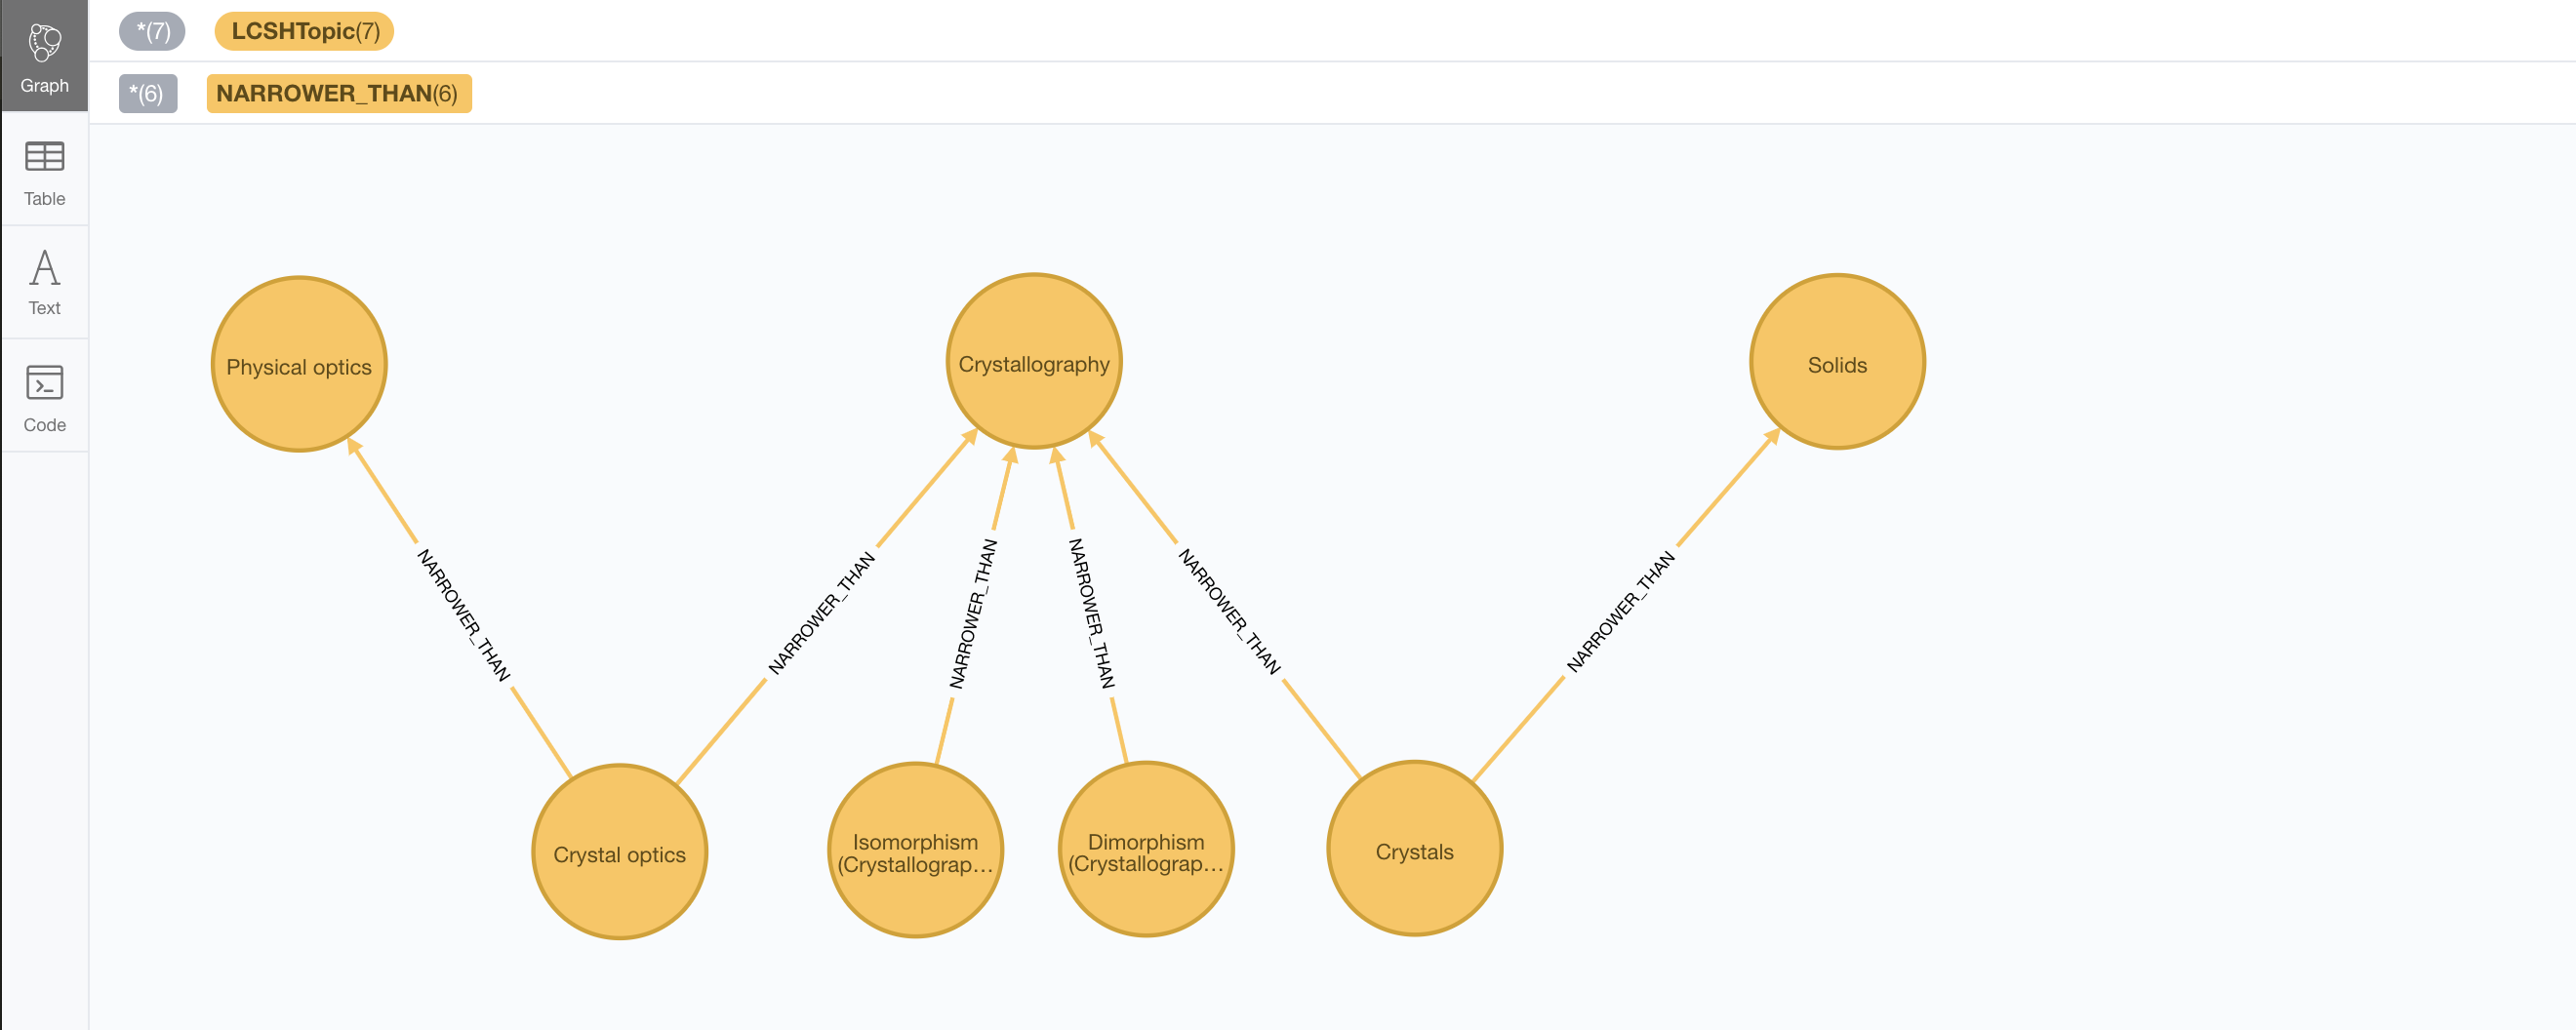 *(7) LCSHTopic(7)
*(6) NARROWER_THAN(6)
Graph
Table
Text
Code
Physical optics
Crystallography
Solids
NARROWER_THAN
NARROWER_THAN
NARROWER_THAN
NARROWER_THAN
NARROWER_THAN
NARROWER_THAN
Crystal optics
Isomorphism
(Crystallograp…
Dimorphism
(Crystallograp…
Crystals